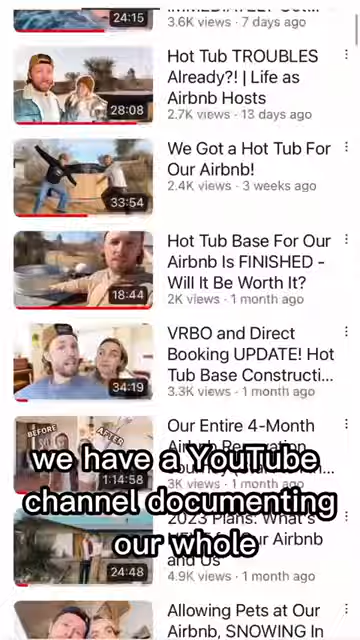 24:15
3.6K views · 7 days ago
28:08
Hot Tub TROUBLES
Already?! | Life as
Airbnb Hosts
2.7K views · 13 days ago
33:54
We Got a Hot Tub For
Our Airbnb!
2.4K views · 3 weeks ago
18:44
Hot Tub Base For Our
Airbnb Is FINISHED -
Will It Be Worth It?
2K views · 1 month ago
34:19
VRBO and Direct
Booking UPDATE! Hot
Tub Base Constructi...
3.3K views · 1 month ago
BEFORE
AFTER
1:14:58
Our Entire 4-Month
3K views · 1 month ago
we have a YouTube
channel documenting
our whole
24:48
2023 Plans: What's
Our Airbnb
and Us
4.9K views · 1 month ago
Allowing Pets at Our
Airbnb, SNOWING In